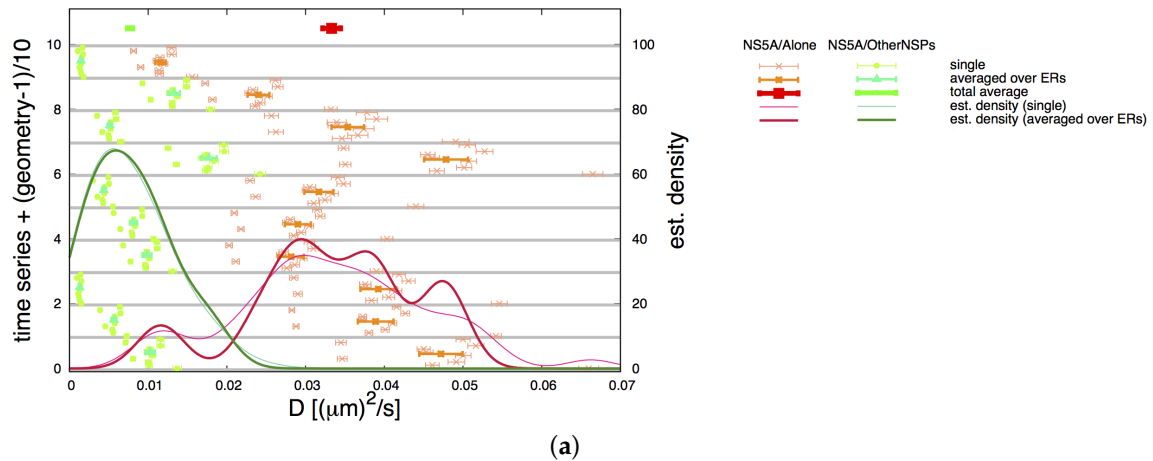 time series + (geometry-1)/10
10
8
6
4
2
0
100
80
60
40
20
0
est. density
0
0.01
0.02
0.03
0.04
0.05
0.06
0.07
D [(μm)²/s]
NS5A/Alone NS5A/OtherNSPs
single
averaged over ERs
total average
est. density (single)
est. density (averaged over ERs)
(a)